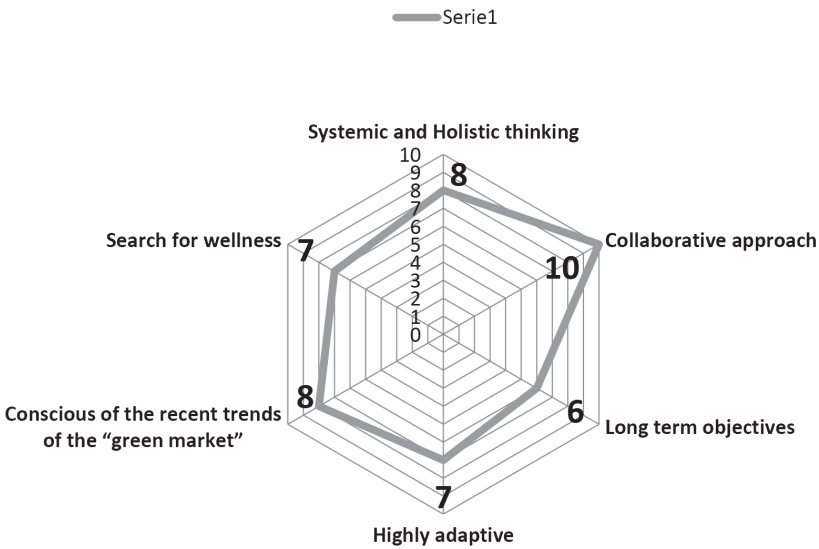 Serie1
Systemic and Holistic thinking
10
9
8
7
6
5
4
3
2
1
0
8
Collaborative approach
10
Long term objectives
6
Highly adaptive
7
Conscious of the recent trends
of the “green market”
8
Search for wellness
7